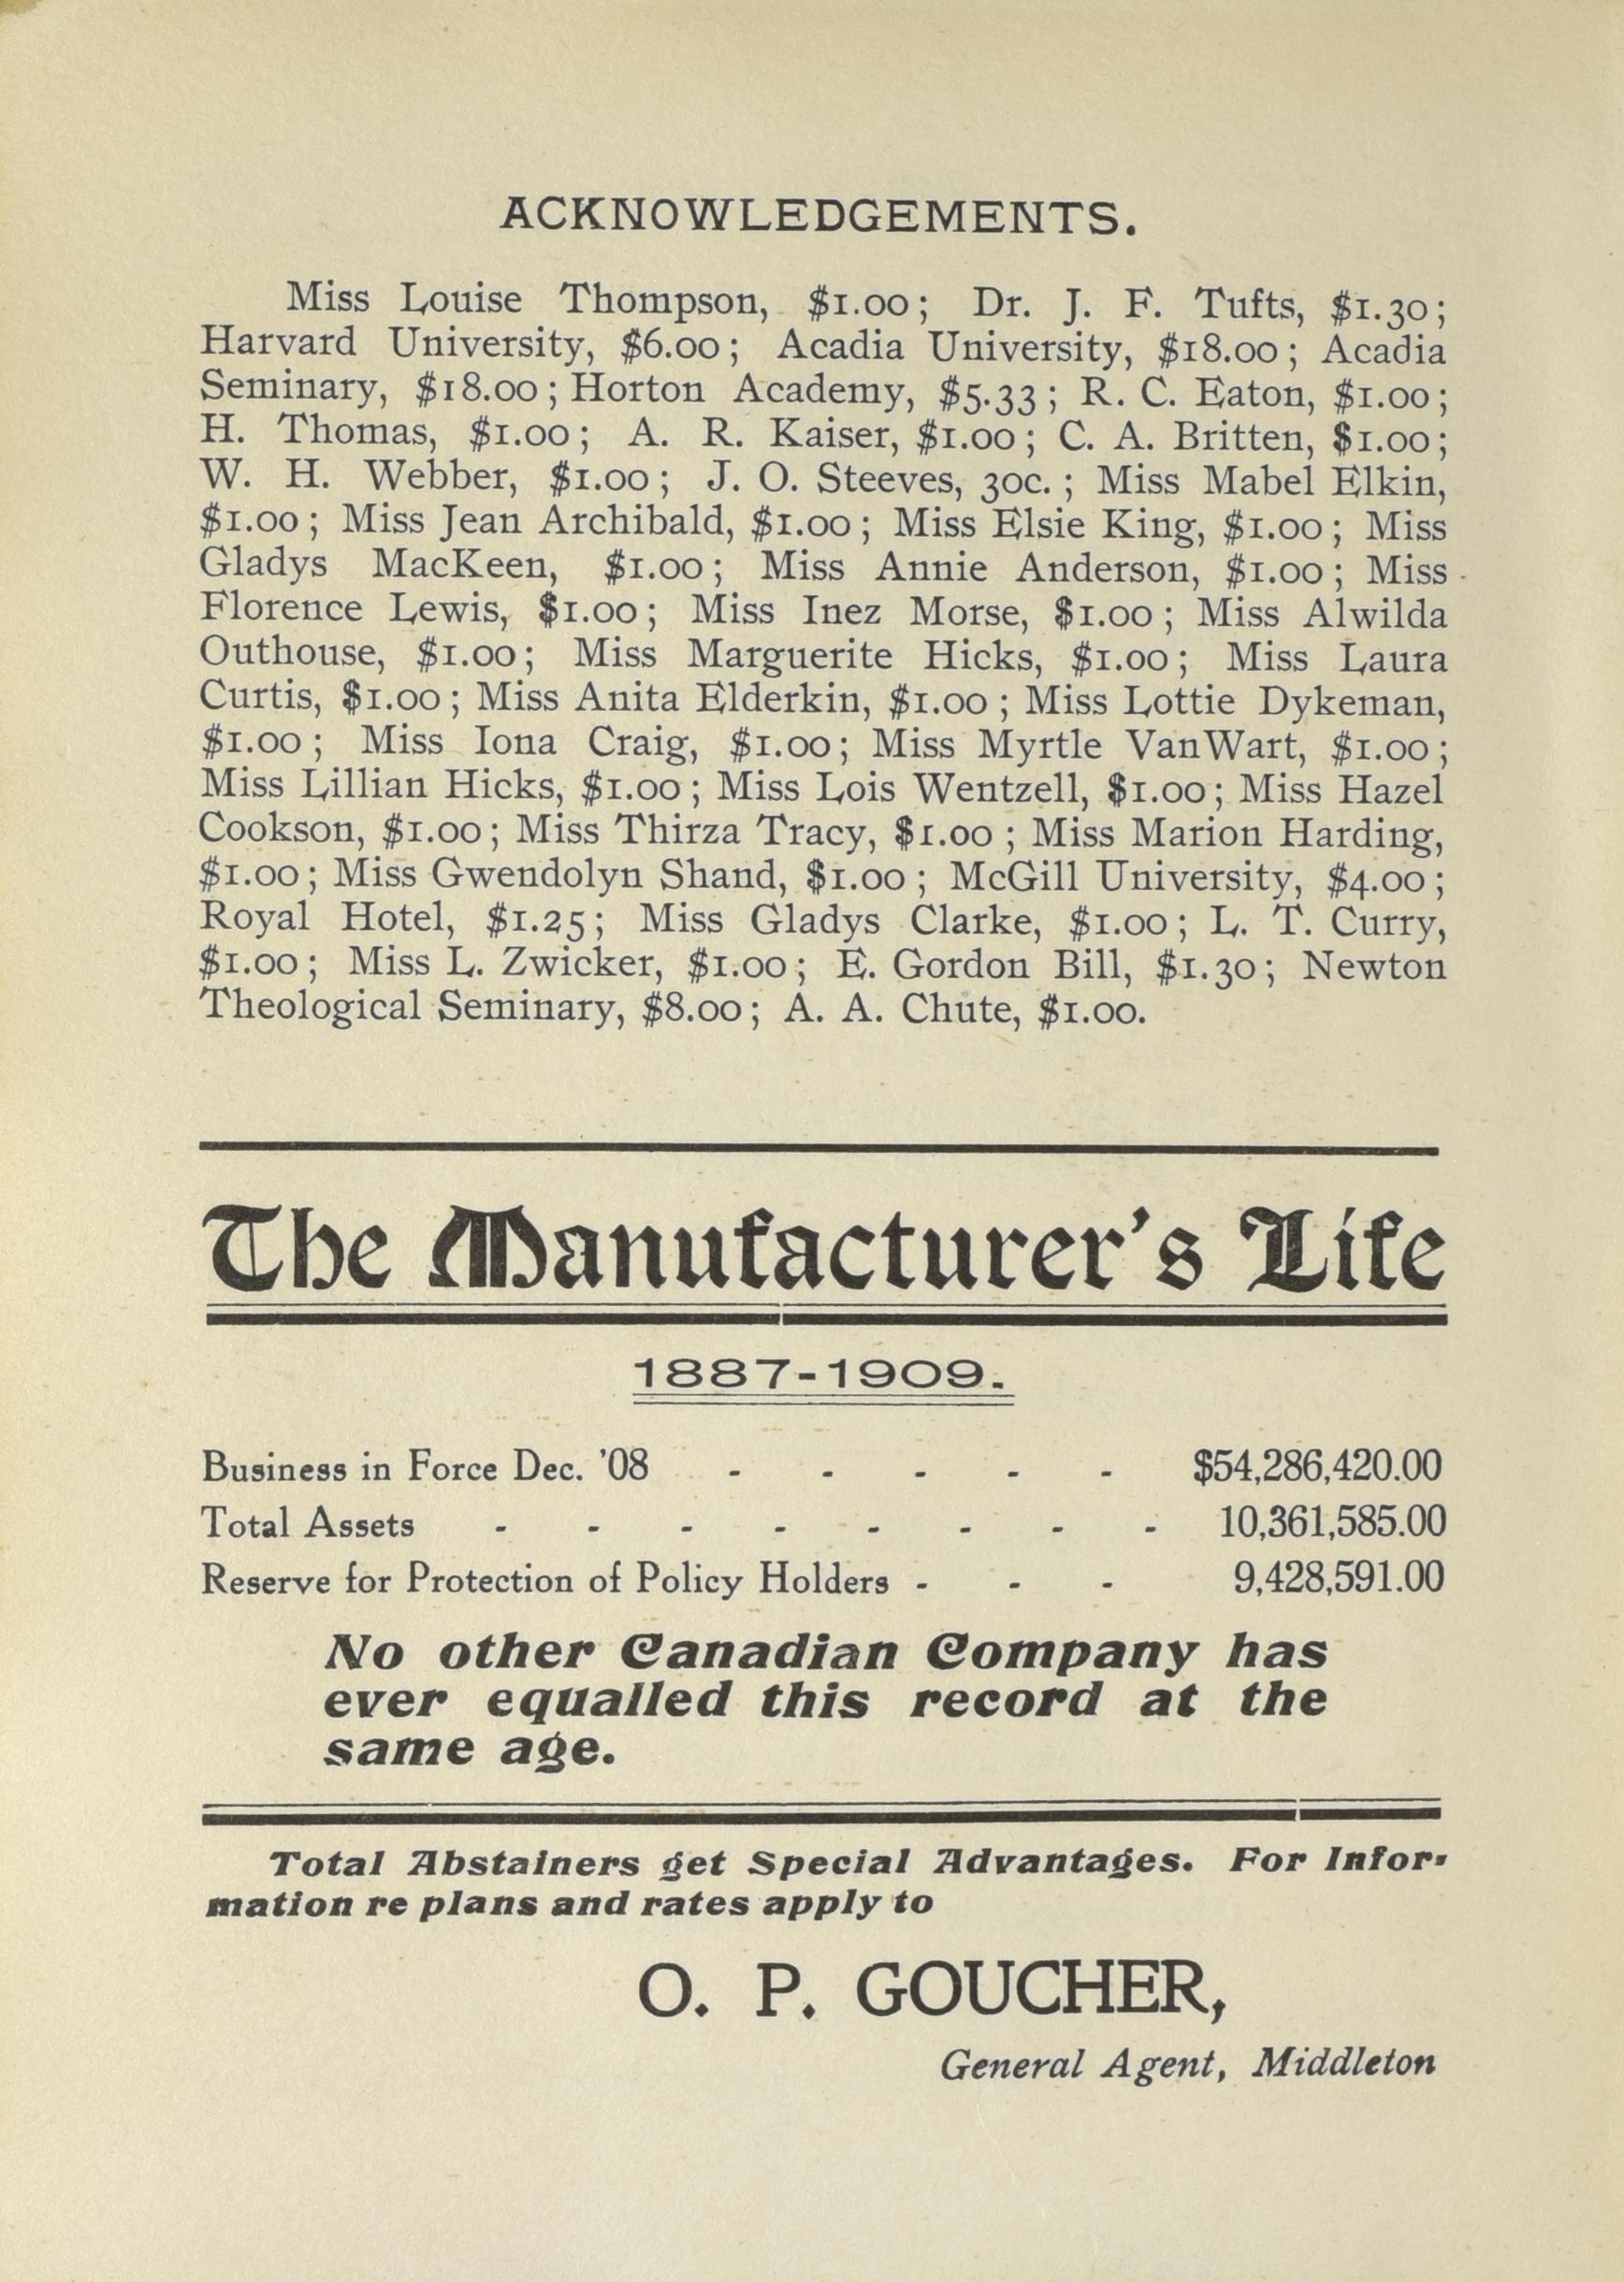 ACKNOWLEDGEMENTS.
Miss Louise Thompson, $1.00; Dr. J. F. Tufts, $1.30;
Harvard University, $6.00; Acadia University, $18.00; Acadia
Seminary, $18.00; Horton Academy, $5.33; R. C. Eaton, $1.00;
H. Thomas, $1.00; A. R. Kaiser, $1.00; C. A. Britten, $1.00;
W. H. Webber, $1.00; J. O. Steeves, 30c.; Miss Mabel Elkin,
$1.00; Miss Jean Archibald, $1.00; Miss Elsie King, $1.00; Miss
Gladys MacKeen, $1.00; Miss Annie Anderson, $1.00; Miss
Florence Lewis, $1.00; Miss Inez Morse, $1.00; Miss Alwilda
Outhouse, $1.00; Miss Marguerite Hicks, $1.00; Miss Laura
Curtis, $1.00; Miss Anita Elderkin, $1.00; Miss Lottie Dykeman,
$1.00; Miss Iona Craig, $1.00; Miss Myrtle VanWart, $1.00;
Miss Lillian Hicks, $1.00; Miss Lois Wentzell, $1.00; Miss Hazel
Cookson, $1.00; Miss Thirza Tracy, $1.00; Miss Marion Harding,
$1.00; Miss Gwendolyn Shand, $1.00; McGill University, $4.00;
Royal Hotel, $1.25; Miss Gladys Clarke, $1.00; L. T. Curry,
$1.00; Miss L. Zwicker, $1.00; E. Gordon Bill, $1.30; Newton
Theological Seminary, $8.00; A. A. Chute, $1.00.
The Manufacturer's Life
1887-1909.
Business in Force Dec. '08 - - - - - $54,286,420.00
Total Assets - - - - - - - - 10,361,585.00
Reserve for Protection of Policy Holders - - - 9,428,591.00
No other Canadian Company has
ever equalled this record at the
same age.
Total Abstainers get Special Advantages. For Infor-
mation re plans and rates apply to
O. P. GOUCHER,
General Agent, Middleton